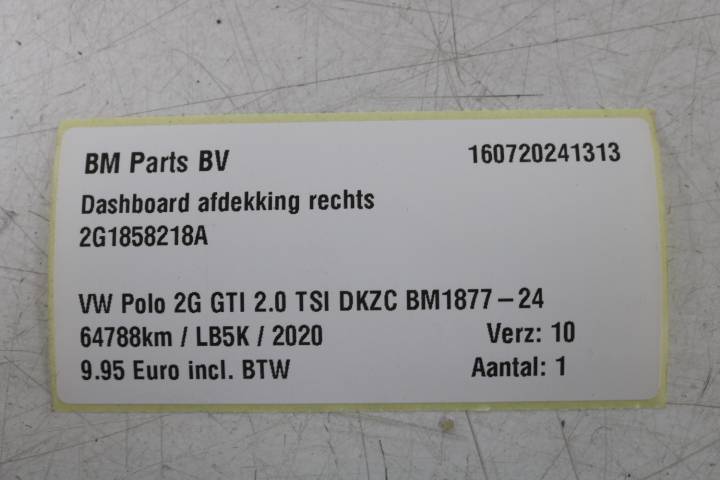 BM Parts BV 160720241313
Dashboard afdekking rechts
2G1858218A
VW Polo 2G GTI 2.0 TSI DKZC BM1877-24
64788km / LB5K / 2020 Verz: 10
9.95 Euro incl. BTW Aantal: 1